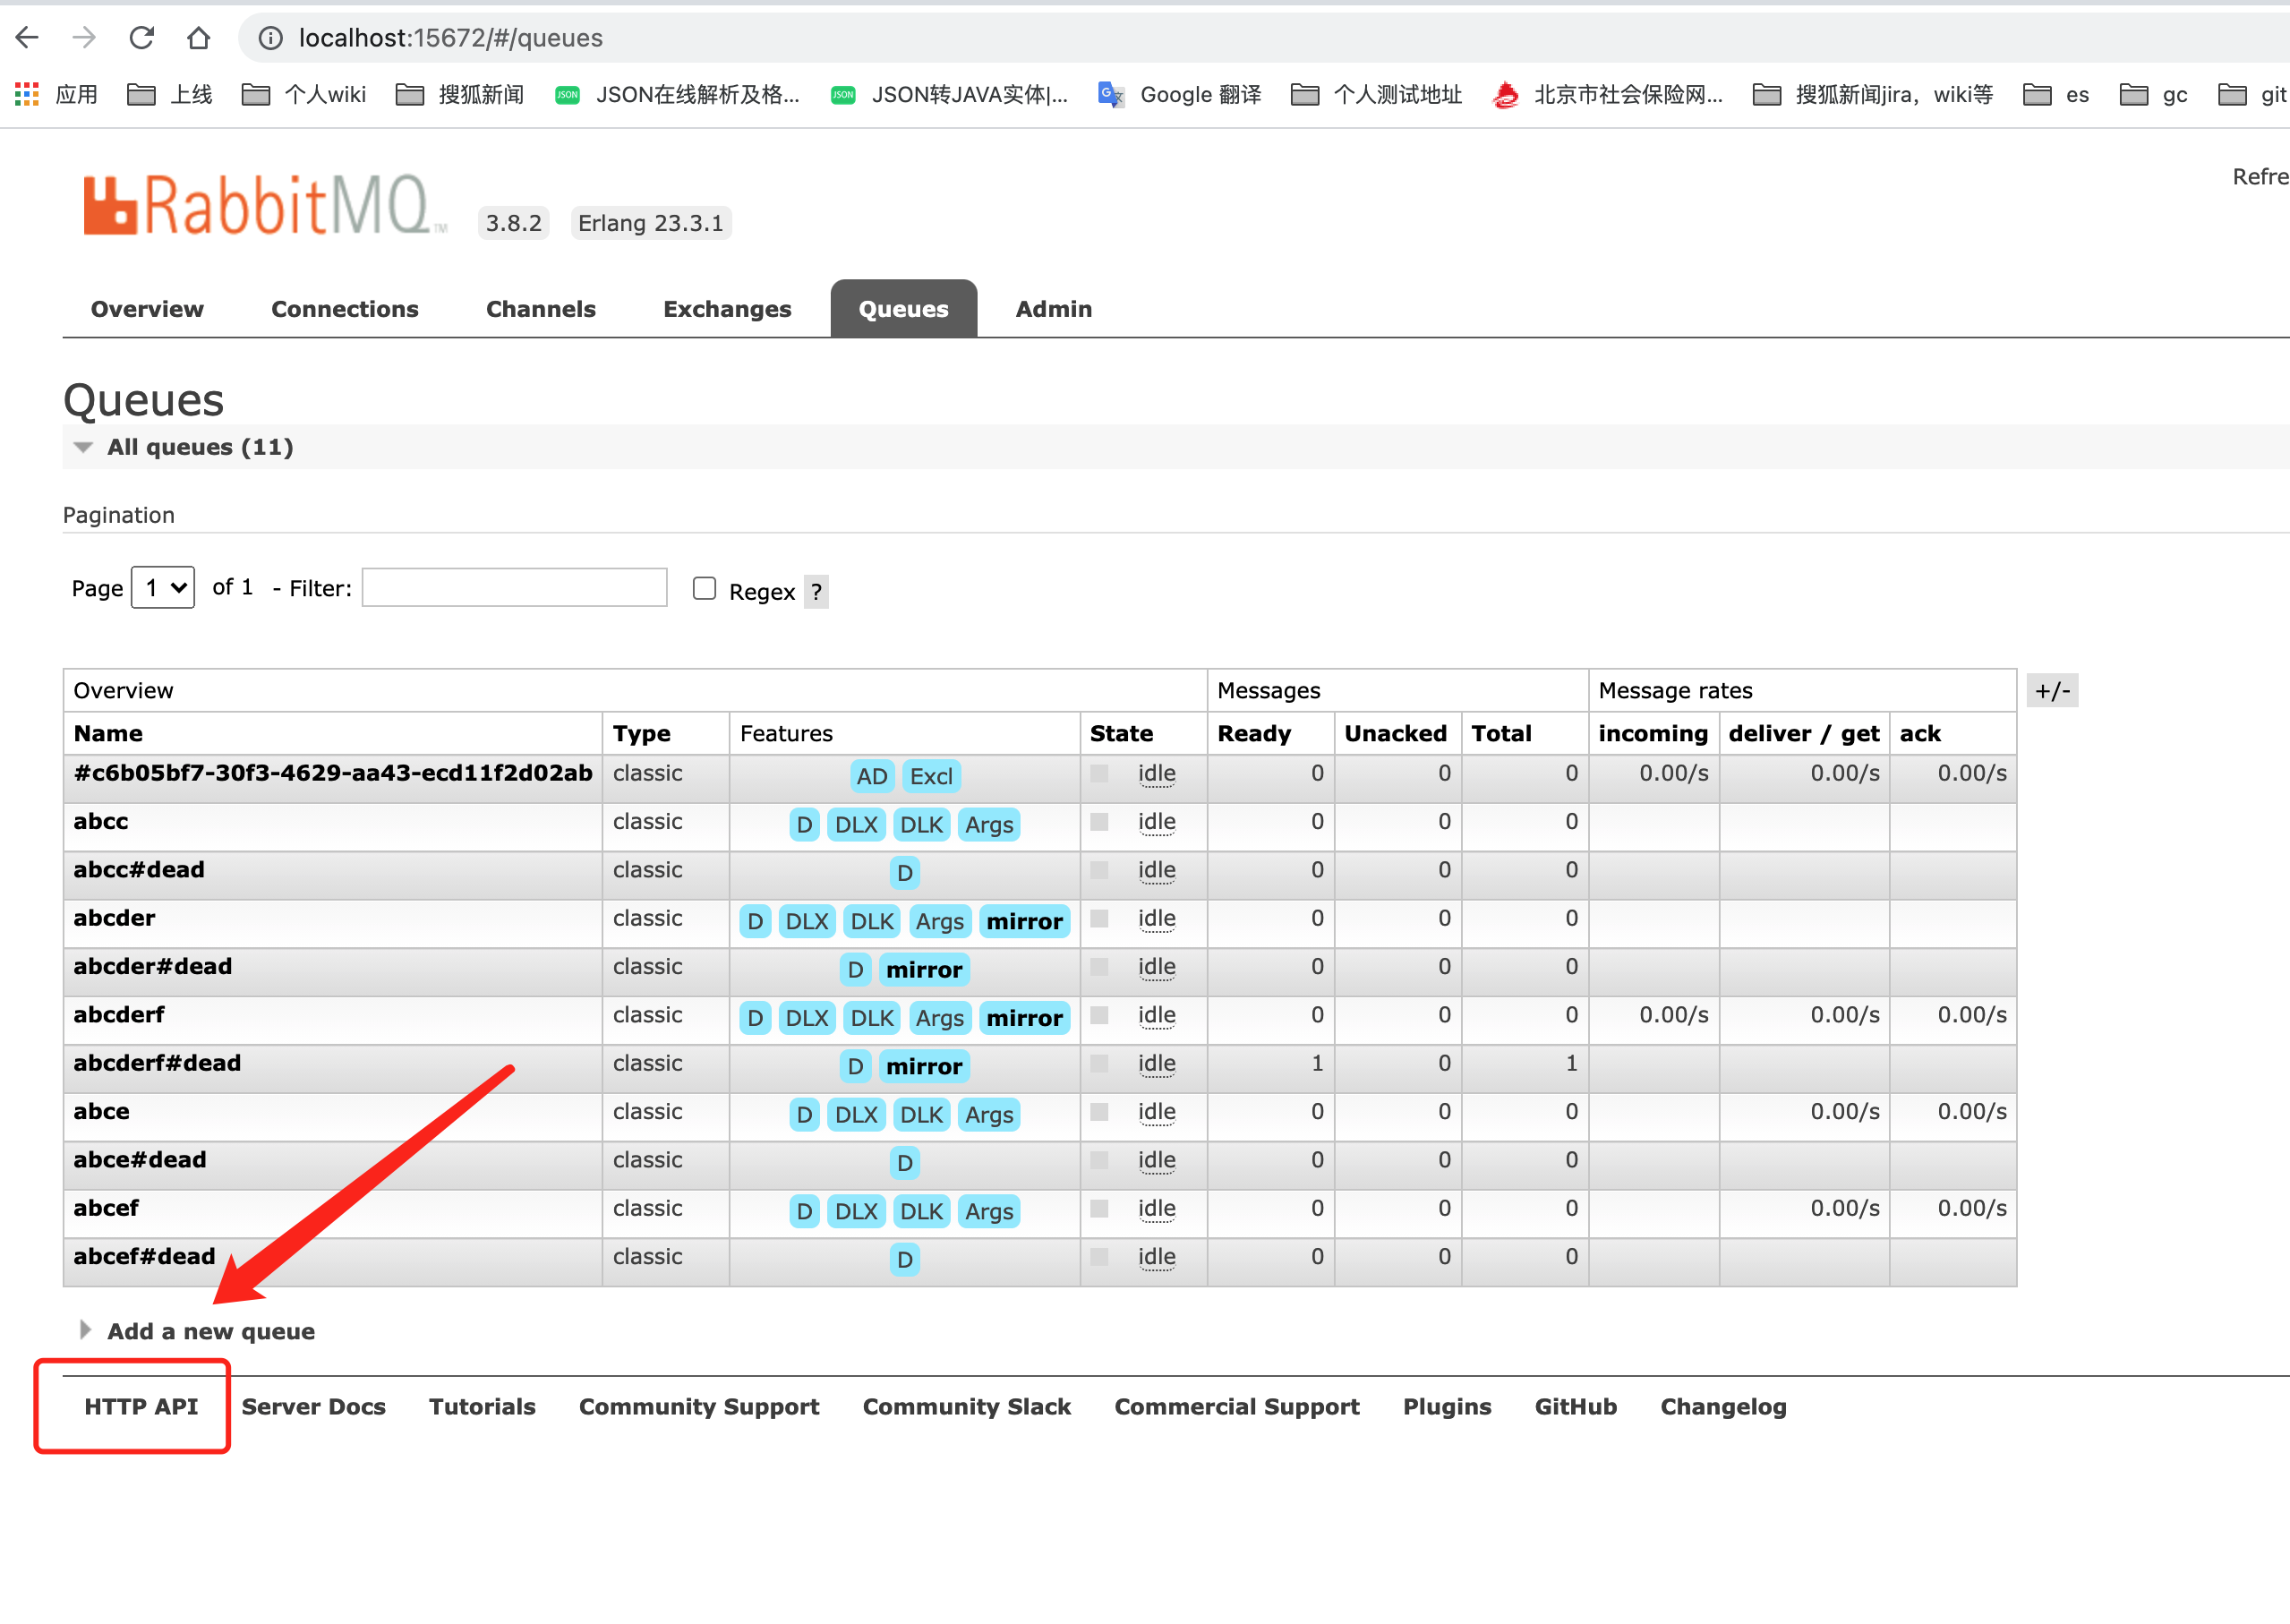 localhost:15672/#/queues
应用 上线 个人wiki 搜狐新闻 JSON JSON在线解析及格... JSON JSON转JAVA实体|... Google 翻译 个人测试地址 北京市社会保险网... 搜狐新闻jira，wiki等 es gc git
RabbitMQ TM 3.8.2 Erlang 23.3.1
Refre
Overview Connections Channels Exchanges Queues Admin
Queues
All queues (11)
Pagination
Page 1 of 1 - Filter: Regex ?
Overview Messages Message rates +/-
Name Type Features State Ready Unacked Total incoming deliver / get ack
#c6b05bf7-30f3-4629-aa43-ecd11f2d02ab classic AD Excl idle 0 0 0 0.00/s 0.00/s 0.00/s
abcc classic D DLX DLK Args idle 0 0 0
abcc#dead classic D idle 0 0 0
abcder classic D DLX DLK Args mirror idle 0 0 0
abcder#dead classic D mirror idle 0 0 0
abcderf classic D DLX DLK Args mirror idle 0 0 0 0.00/s 0.00/s 0.00/s
abcderf#dead classic D mirror idle 1 0 1
abce classic D DLX DLK Args idle 0 0 0 0.00/s 0.00/s
abce#dead classic D idle 0 0 0
abcef classic D DLX DLK Args idle 0 0 0 0.00/s 0.00/s
abcef#dead classic D idle 0 0 0
Add a new queue
HTTP API Server Docs Tutorials Community Support Community Slack Commercial Support Plugins GitHub Changelog